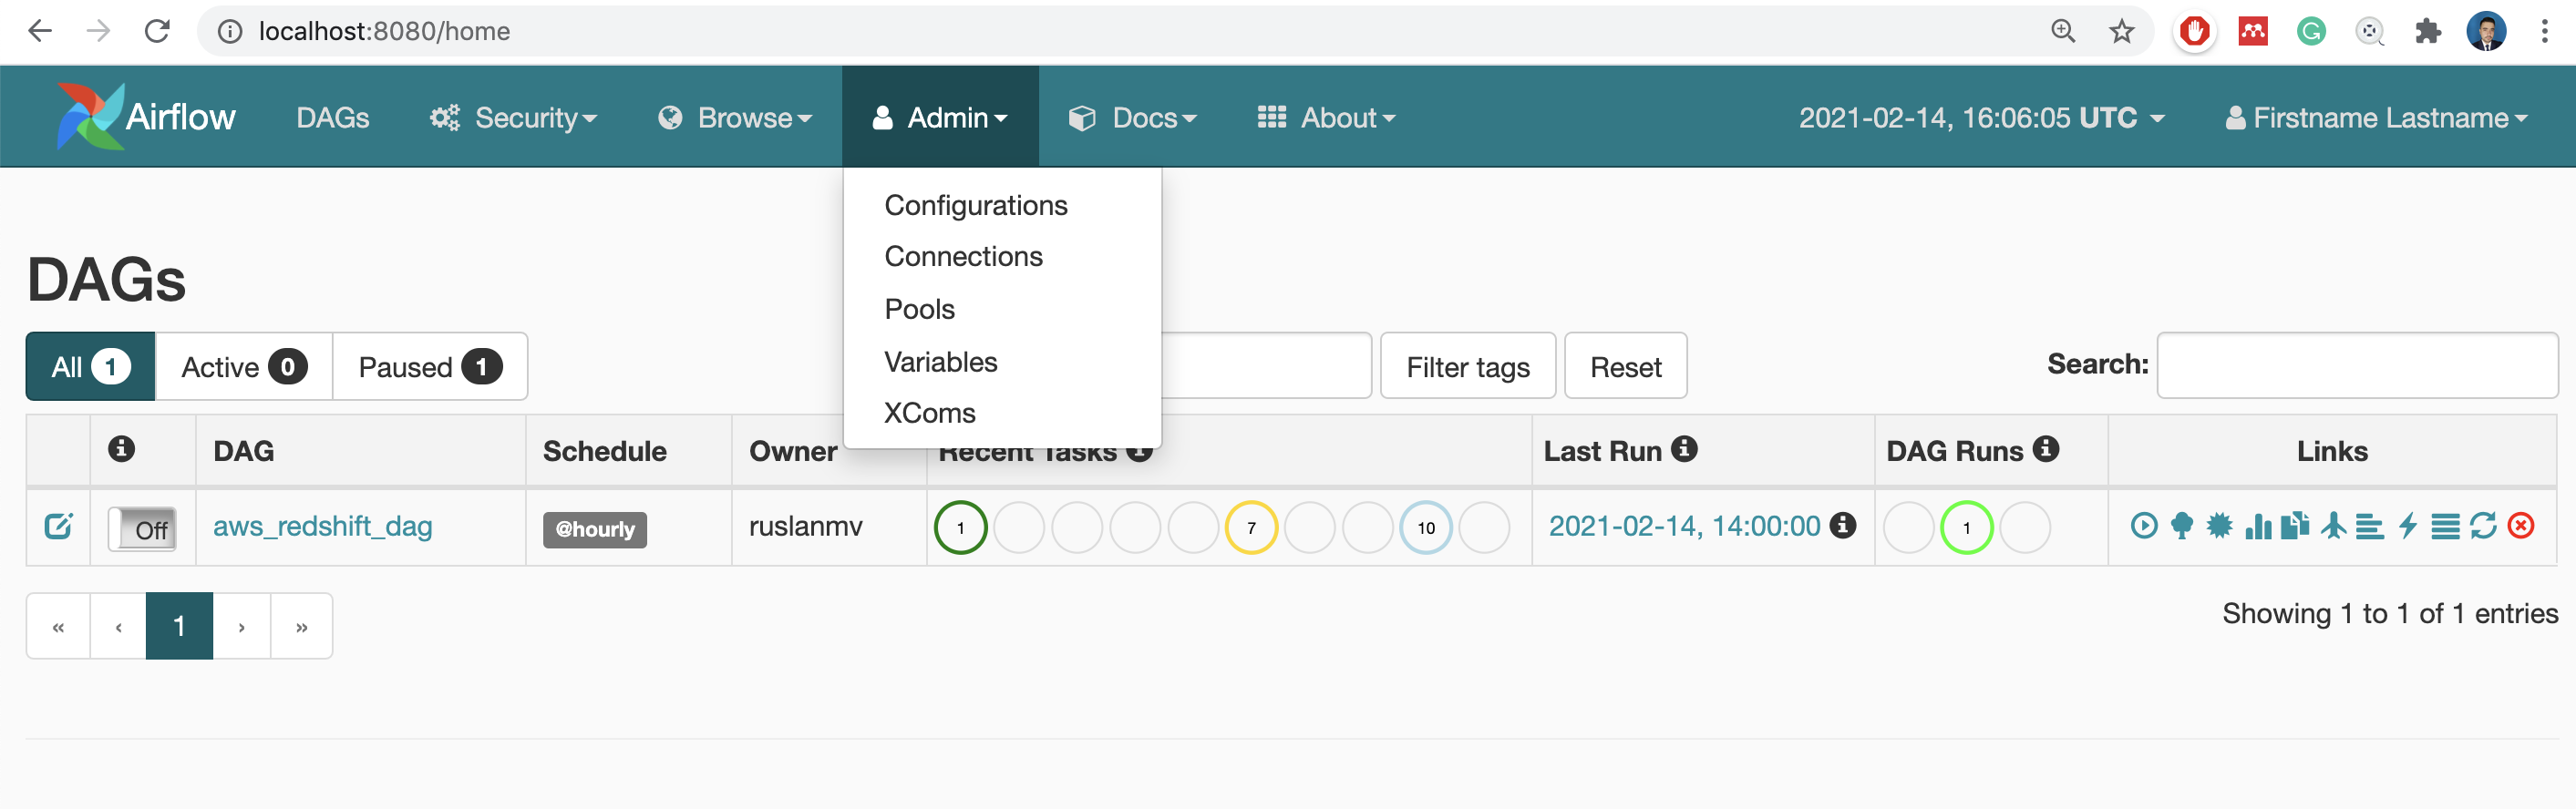 localhost:8080/home
Airflow DAGs Security Browse Admin Docs About 2021-02-14, 16:06:05 UTC Firstname Lastname
Configurations
Connections
Pools
Variables
XComs
DAGs
All 1 Active 0 Paused 1 Filter tags Reset Search:
DAG Schedule Owner Recent Tasks Last Run DAG Runs Links
Off aws_redshift_dag @hourly ruslanmv 1 7 10 2021-02-14, 14:00:00 1
« ‹ 1 › »
Showing 1 to 1 of 1 entries